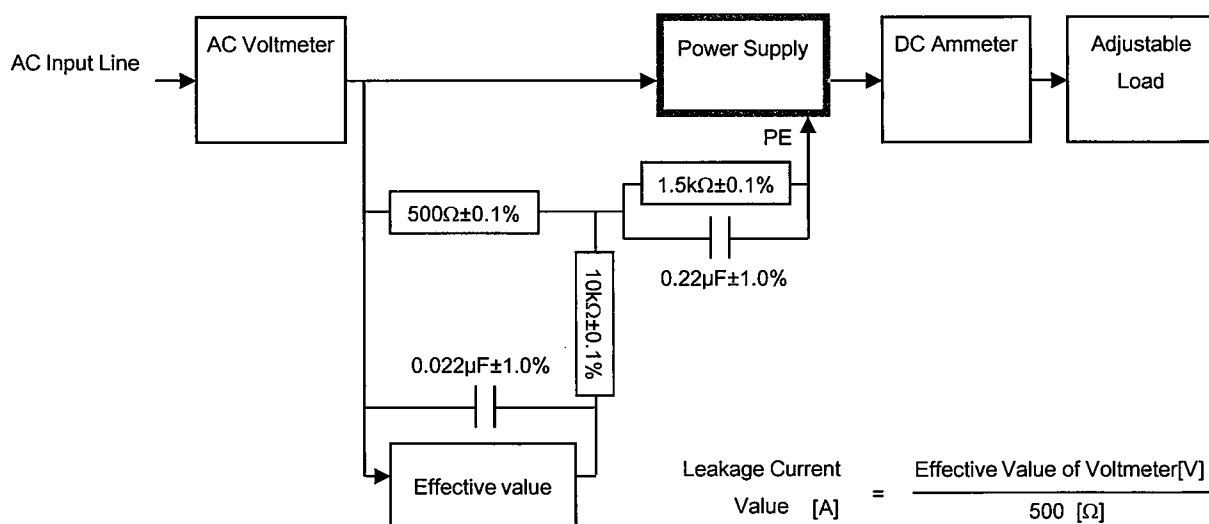 AC Input Line
AC Voltmeter
Power Supply
DC Ammeter
Adjustable
Load
PE
1.5kΩ±0.1%
500Ω±0.1%
0.22µF±1.0%
10kΩ±0.1%
0.022µF±1.0%
Effective value
Leakage Current
Value [A]
=
Effective Value of Voltmeter[V]
500 [Ω]